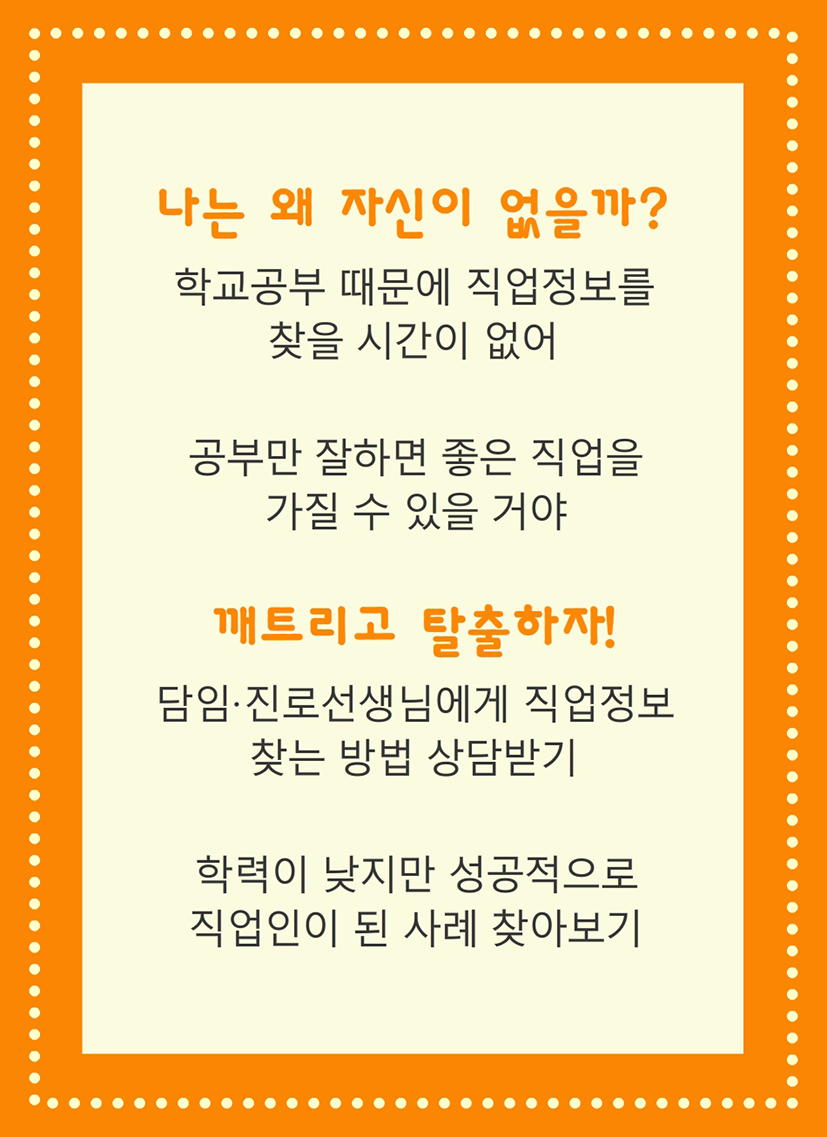 나는 왜 자신이 없을까?
학교공부 때문에 직업정보를
찾을 시간이 없어
공부만 잘하면 좋은 직업을
가질 수 있을 거야
깨트리고 탈출하자!
담임·진로선생님에게 직업정보
찾는 방법 상담받기
학력이 낮지만 성공적으로
직업인이 된 사례 찾아보기